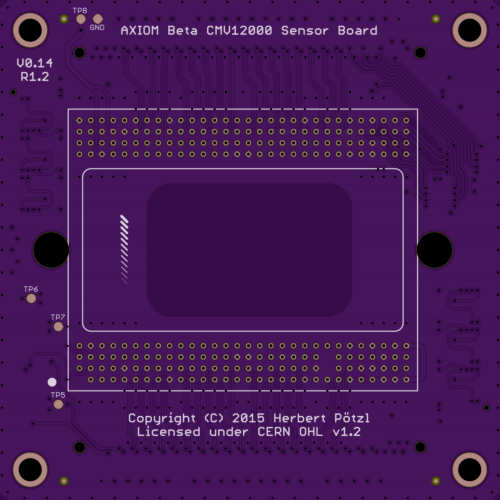 TP8
GND
AXIOM Beta CMV12000 Sensor Board
V0.14
R1.2
TP6
TP7
TP5
Copyright (C) 2015 Herbert Pötzl
Licensed under CERN OHL v1.2